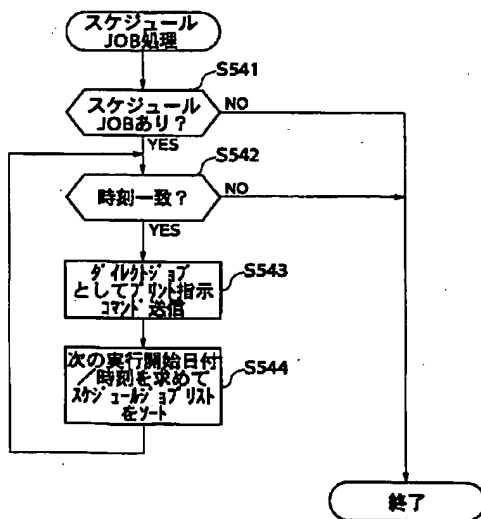 スケジュール
JOB処理
S541
スケジュール
JOBあり?
NO
YES
S542
時刻一致?
NO
YES
S543
ﾀﾞｲﾚｸﾄｼﾞｮﾌﾞ
としてﾌﾟﾘﾝﾄ指示
ｺﾏﾝﾄﾞ送信
S544
次の実行開始日付
/時刻を求めて
ｽｹｼﾞｭｰﾙｼﾞｮﾌﾞﾘｽﾄ
をｿｰﾄ
終了